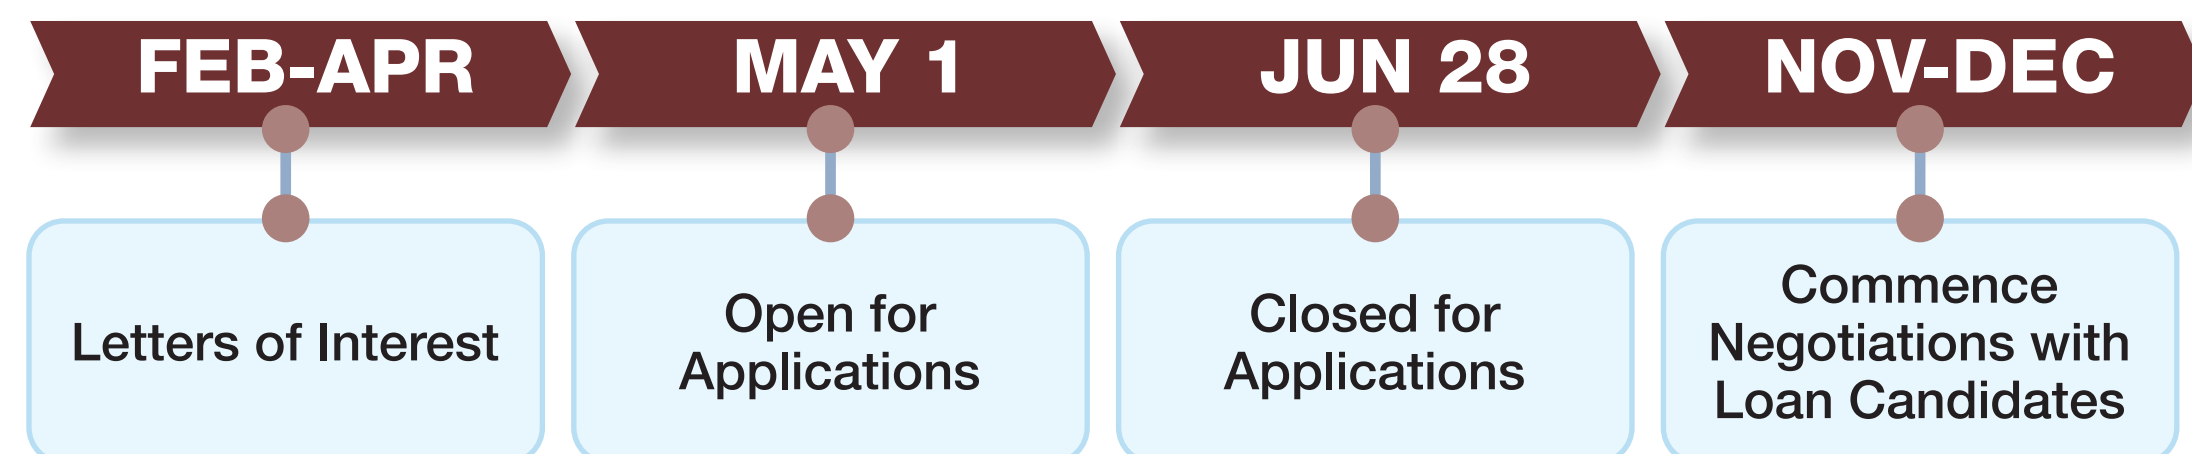 FEB-APR
MAY 1
JUN 28
NOV-DEC
Letters of Interest
Open for
Applications
Closed for
Applications
Commence
Negotiations with
Loan Candidates